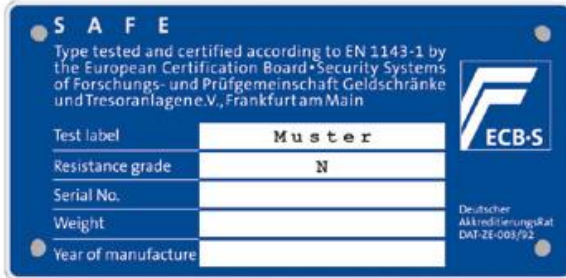 SAFE
Type tested and certified according to EN 1143-1 by
the European Certification Board•Security Systems
of Forschungs- und Prüfgemeinschaft Geldschränke
und Tresoranlagene.V., Frankfurt am Main
Test label Muster
Resistance grade N
Serial No.
Weight
Year of manufacture
ECB•S
Deutscher
AkkreditierungsRat
DAT-ZE-003/92